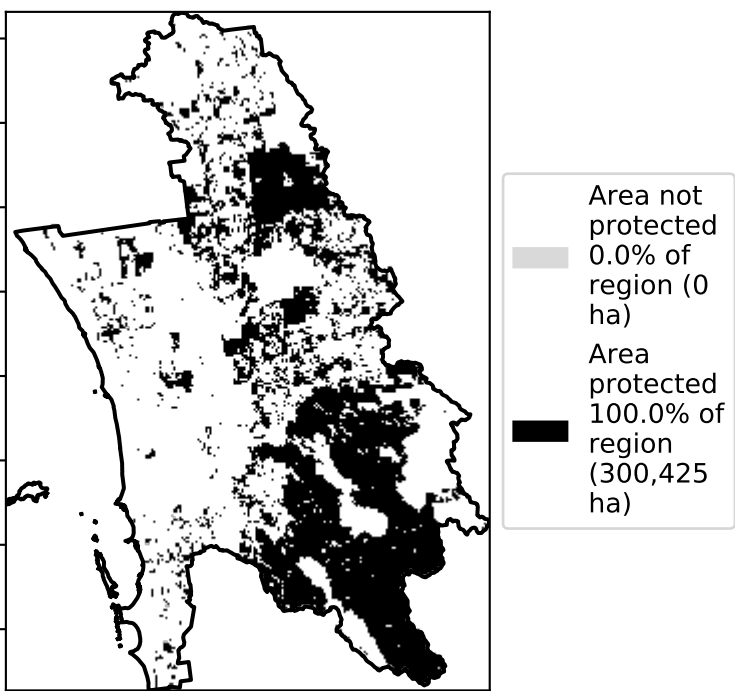 Area not
protected
0.0% of
region (0
ha)
Area
protected
100.0% of
region
(300,425
ha)